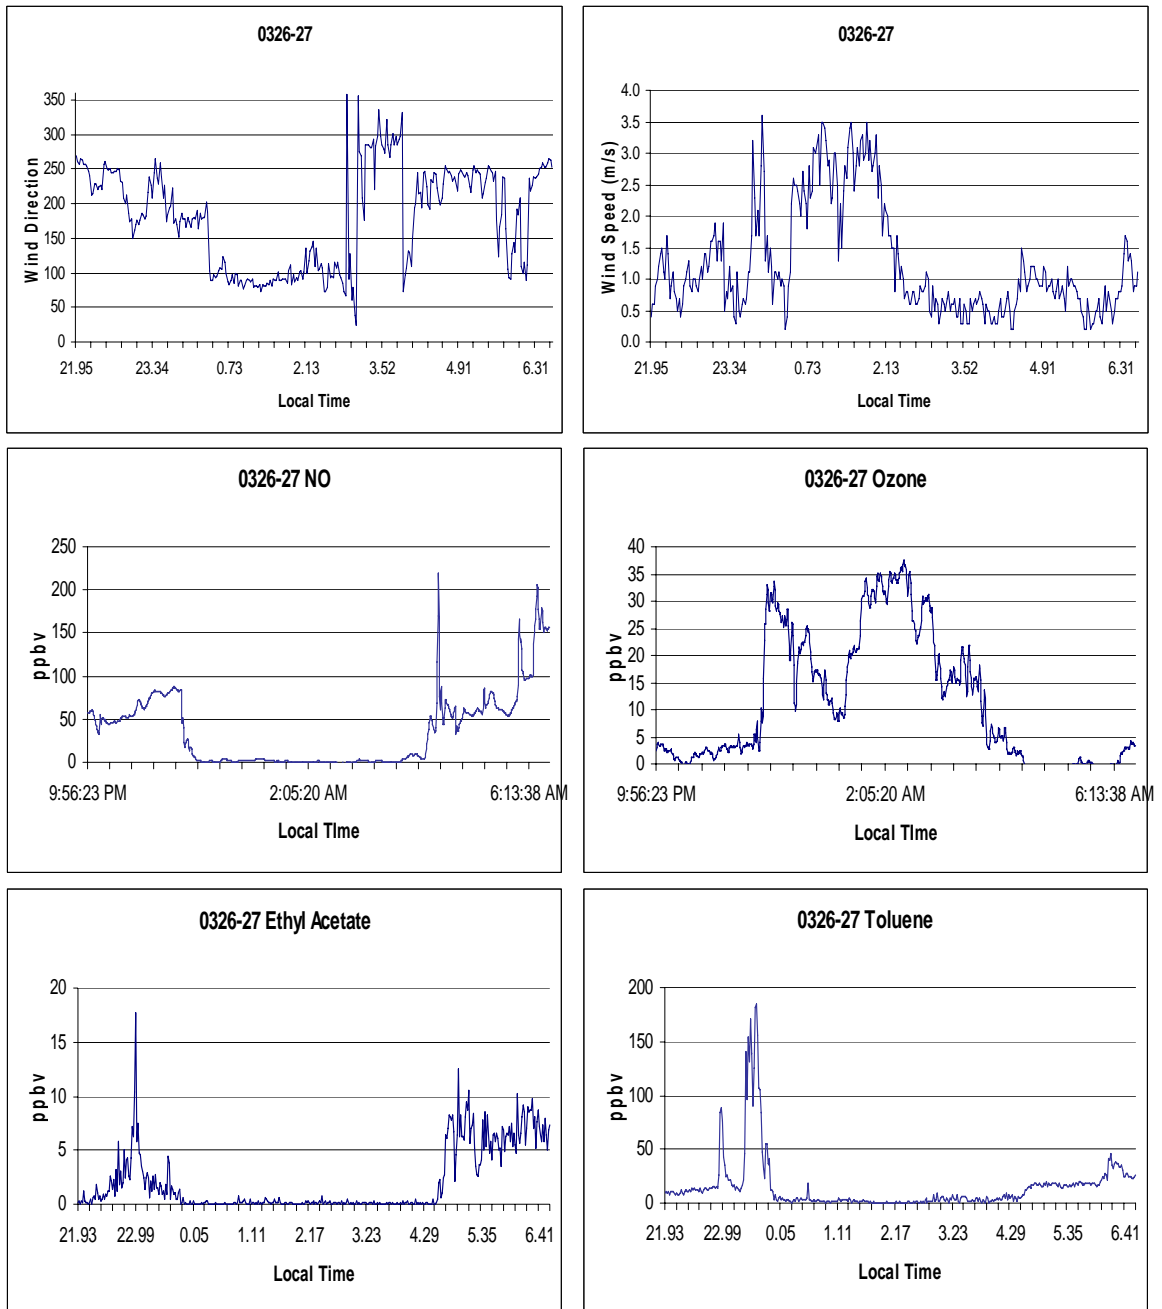 0326-27
Wind Direction
350
300
250
200
150
100
50
0
21.95 23.34 0.73 2.13 3.52 4.91 6.31
Local Time
0326-27
Wind Speed (m/s)
4.0
3.5
3.0
2.5
2.0
1.5
1.0
0.5
0.0
21.95 23.34 0.73 2.13 3.52 4.91 6.31
Local Time
0326-27 NO
ppbv
250
200
150
100
50
0
9:56:23 PM 2:05:20 AM 6:13:38 AM
Local TIme
0326-27 Ozone
ppbv
40
35
30
25
20
15
10
5
0
9:56:23 PM 2:05:20 AM 6:13:38 AM
Local TIme
0326-27 Ethyl Acetate
ppbv
20
15
10
5
0
21.93 22.99 0.05 1.11 2.17 3.23 4.29 5.35 6.41
Local Time
0326-27 Toluene
ppbv
200
150
100
50
0
21.93 22.99 0.05 1.11 2.17 3.23 4.29 5.35 6.41
Local Time